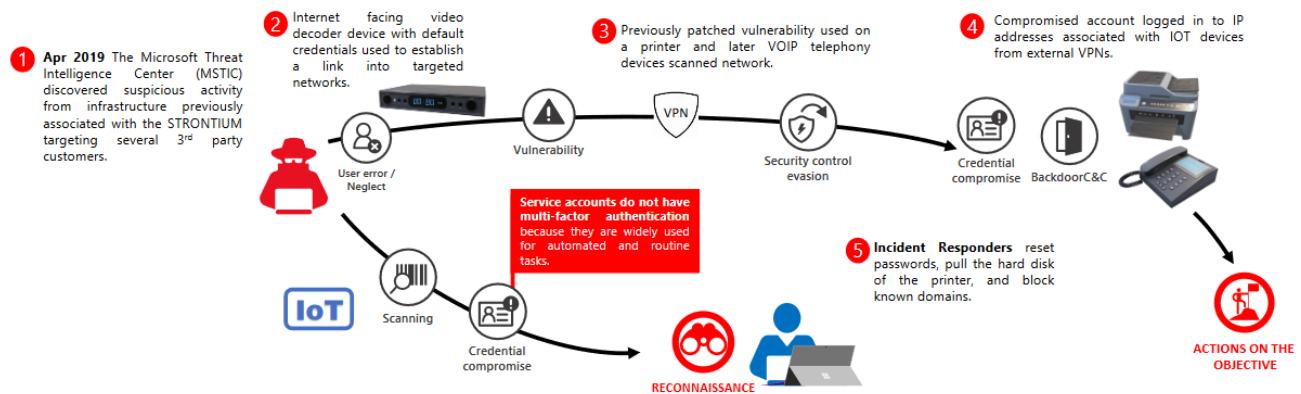 1
Apr 2019 The Microsoft Threat
Intelligence Center (MSTIC)
discovered suspicious activity
from infrastructure previously
associated with the STRONTIUM
targeting several 3rd party
customers.
2
Internet facing video
decoder device with default
credentials used to establish
a link into targeted
networks.
3
Previously patched vulnerability used on
a printer and later VOIP telephony
devices scanned network.
4
Compromised account logged in to IP
addresses associated with IOT devices
from external VPNs.
User error /
Neglect
Vulnerability
VPN
Security control
evasion
Credential
compromise
BackdoorC&C
Service accounts do not have
multi-factor authentication
because they are widely used
for automated and routine
tasks.
5
Incident Responders reset
passwords, pull the hard disk
of the printer, and block
known domains.
IoT
Scanning
Credential
compromise
RECONNAISSANCE
ACTIONS ON THE
OBJECTIVE